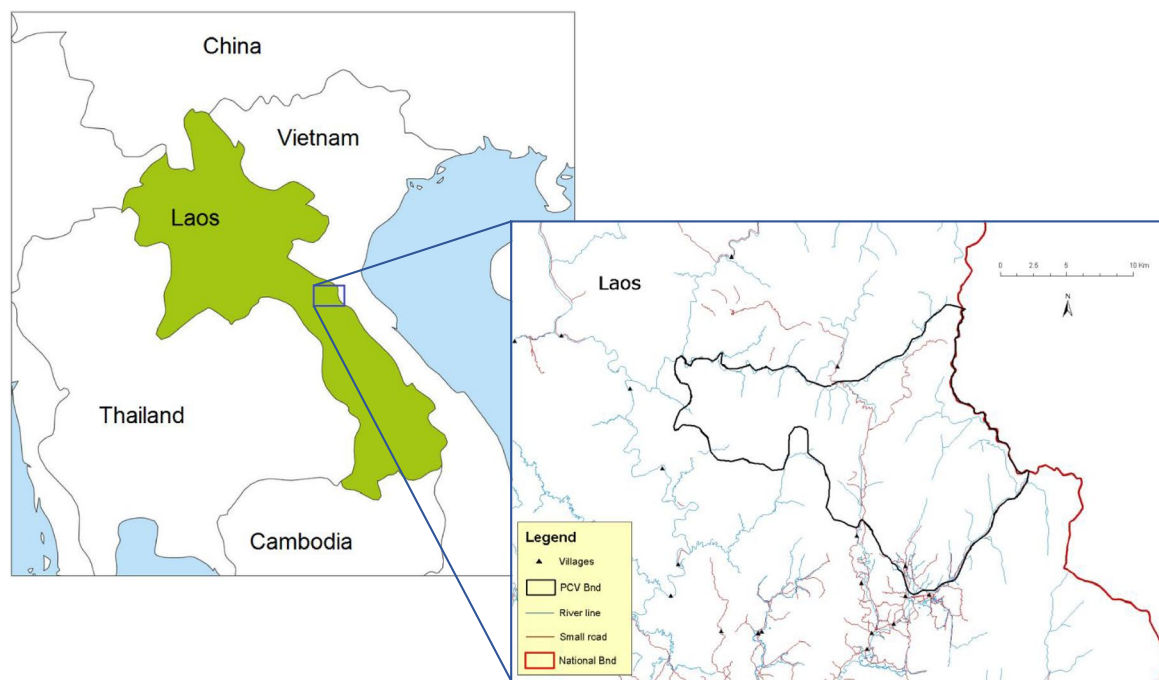 China
Vietnam
Laos
Thailand
Cambodia
Laos
0 2.5 5 10 Km
N
Legend
Villages
PCV Bnd
River line
Small road
National Bnd